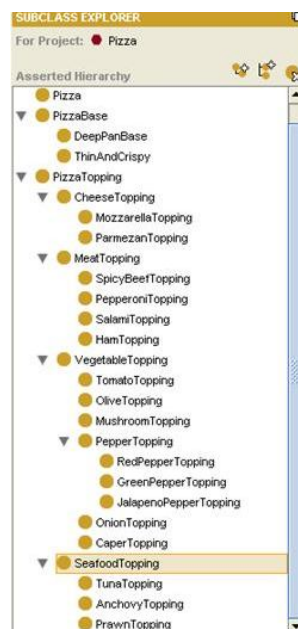 SUBCLASS EXPLORER
For Project: Pizza
Asserted Hierarchy
Pizza
PizzaBase
DeepPanBase
ThinAndCrispy
PizzaTopping
CheeseTopping
MozzarellaTopping
ParmezanTopping
MeatTopping
SpicyBeefTopping
PepperoniTopping
SalamiTopping
HamTopping
VegetableTopping
TomatoTopping
OliveTopping
MushroomTopping
PepperTopping
RedPepperTopping
GreenPepperTopping
JalapenoPepperTopping
OnionTopping
CaperTopping
SeafoodTopping
TunaTopping
AnchovyTopping
PrawnTopping